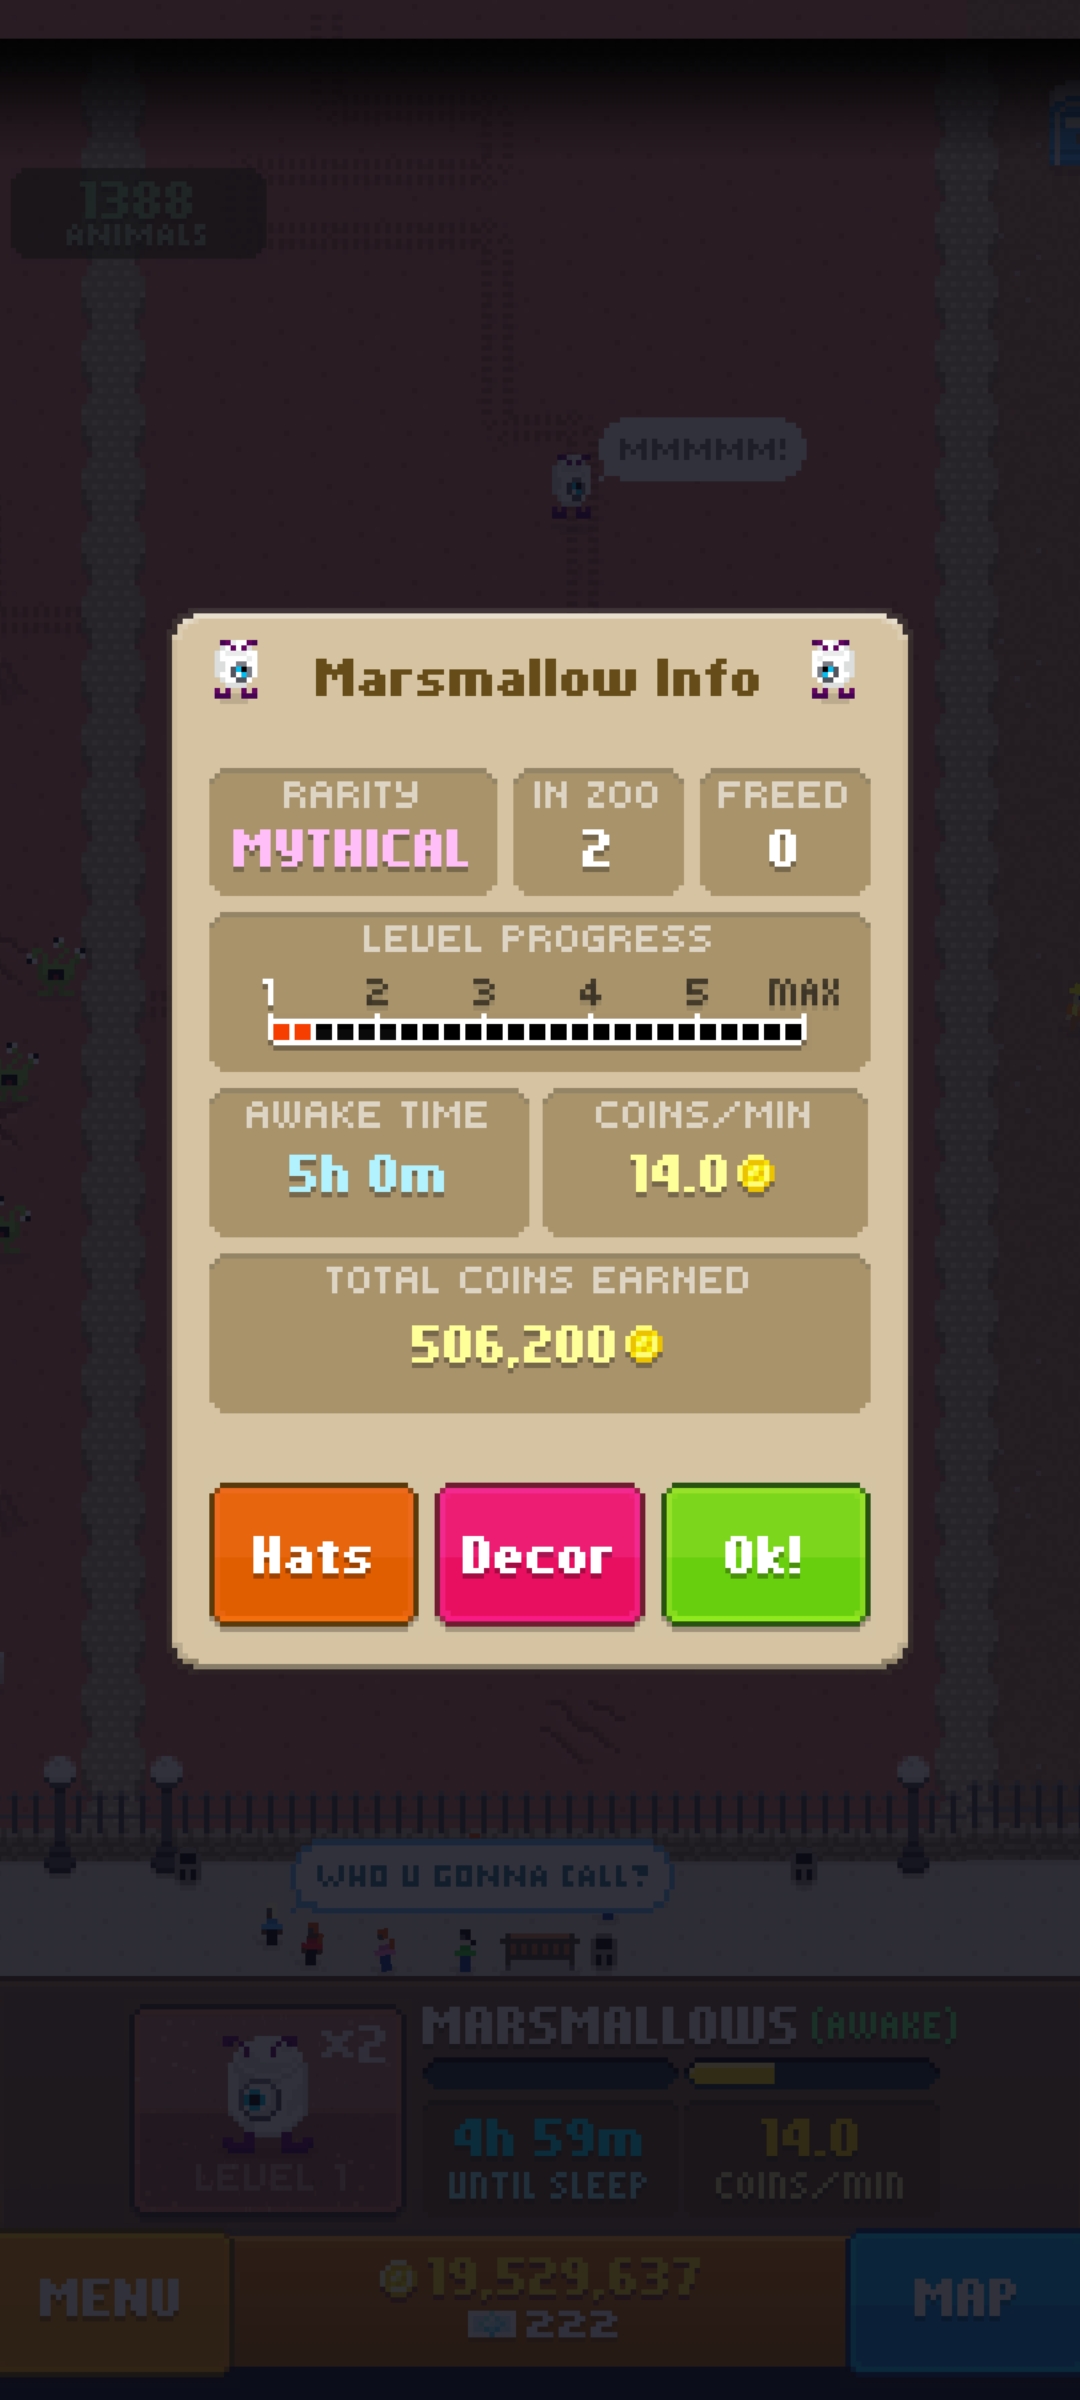 1388
ANIMALS
MMMMM!
Marsmallow Info
RARITY
MYTHICAL
IN ZOO
2
FREED
0
LEVEL PROGRESS
1 2 3 4 5 MAX
AWAKE TIME
5h 0m
COINS/MIN
14.0
TOTAL COINS EARNED
506,200
Hats
Decor
Ok!
WHO U GONNA CALL?
x2
LEVEL 1
MARSMALLOWS (AWAKE)
4h 59m
UNTIL SLEEP
14.0
COINS/MIN
MENU
19,529,637
222
MAP